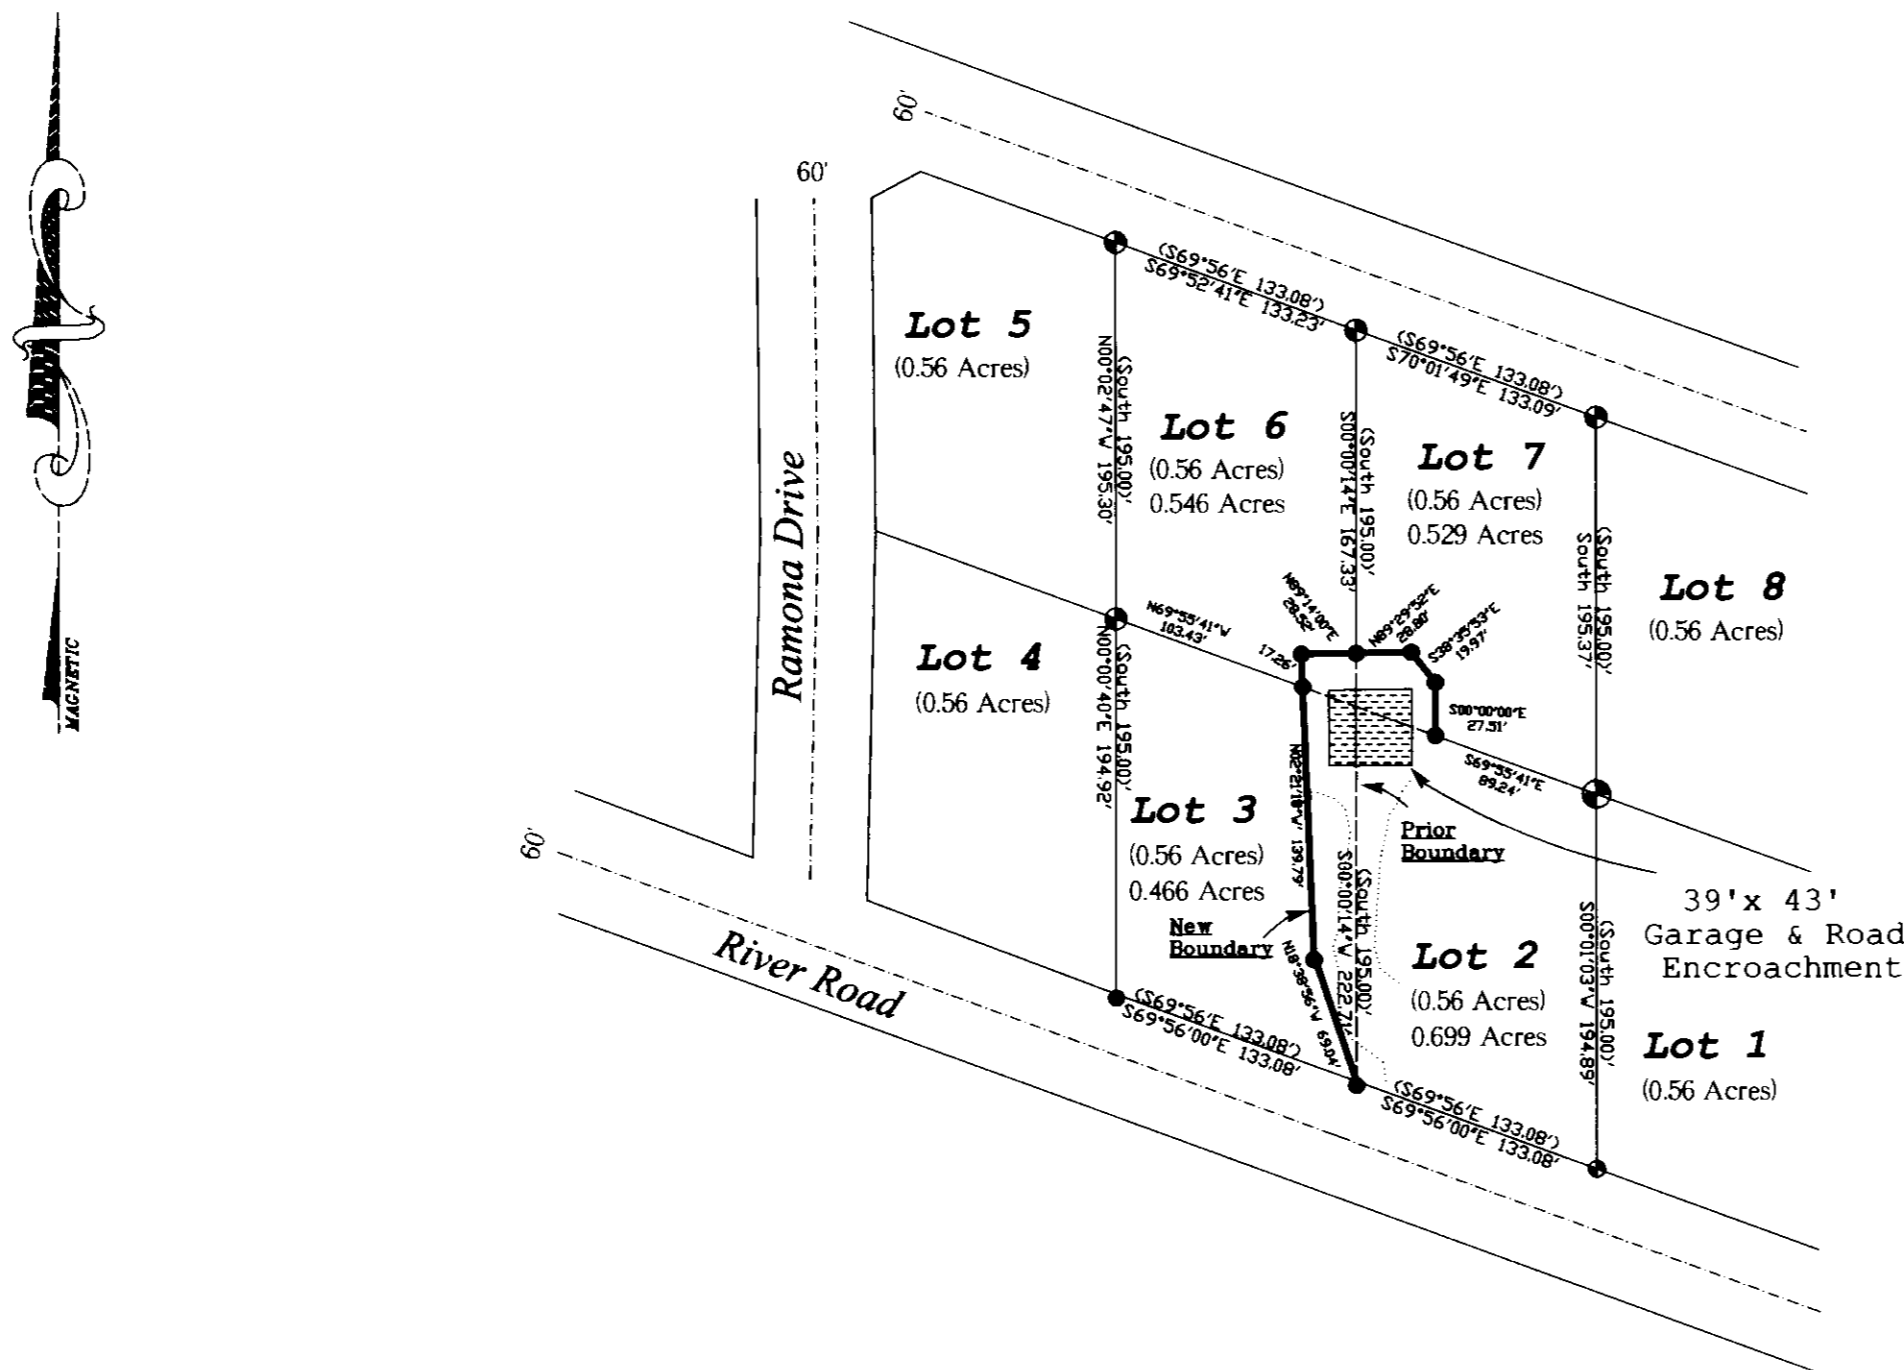 60'
60'
(S69°56'E 133.08')
S69°52'41"E 133.23'
(S69°56'E 133.08')
S70°01'49"E 133.09'
Lot 5
(0.56 Acres)
N00°02'47"W 195.30'
(South 195.00)'
Lot 6
(0.56 Acres)
0.546 Acres
S00°00'14"E 167.33'
(South 195.00)'
Lot 7
(0.56 Acres)
0.529 Acres
South 195.37'
(South 195.00)'
Lot 8
(0.56 Acres)
Ramona Drive
MAGNETIC
N89°14'00"E
28.52'
N89°29'52"E
28.80'
S38°35'53"E
19.97'
N69°55'41"W
103.43'
17.26'
Lot 4
(0.56 Acres)
N00°00'40"E 194.92'
(South 195.00)'
S00°00'00"E
27.51'
S69°55'41"E
89.24'
N02°21'18"W 139.79'
Lot 3
(0.56 Acres)
0.466 Acres
Prior
Boundary
New
Boundary
39'x 43'
Garage & Road
Encroachment
60'
River Road
N18°38'56"W 69.04'
S00°00'14"W 222.71'
(South 195.00)'
Lot 2
(0.56 Acres)
0.699 Acres
S00°01'03"W 194.89'
(South 195.00)'
Lot 1
(0.56 Acres)
(S69°56'E 133.08')
S69°56'00"E 133.08'
(S69°56'E 133.08')
S69°56'00"E 133.08'